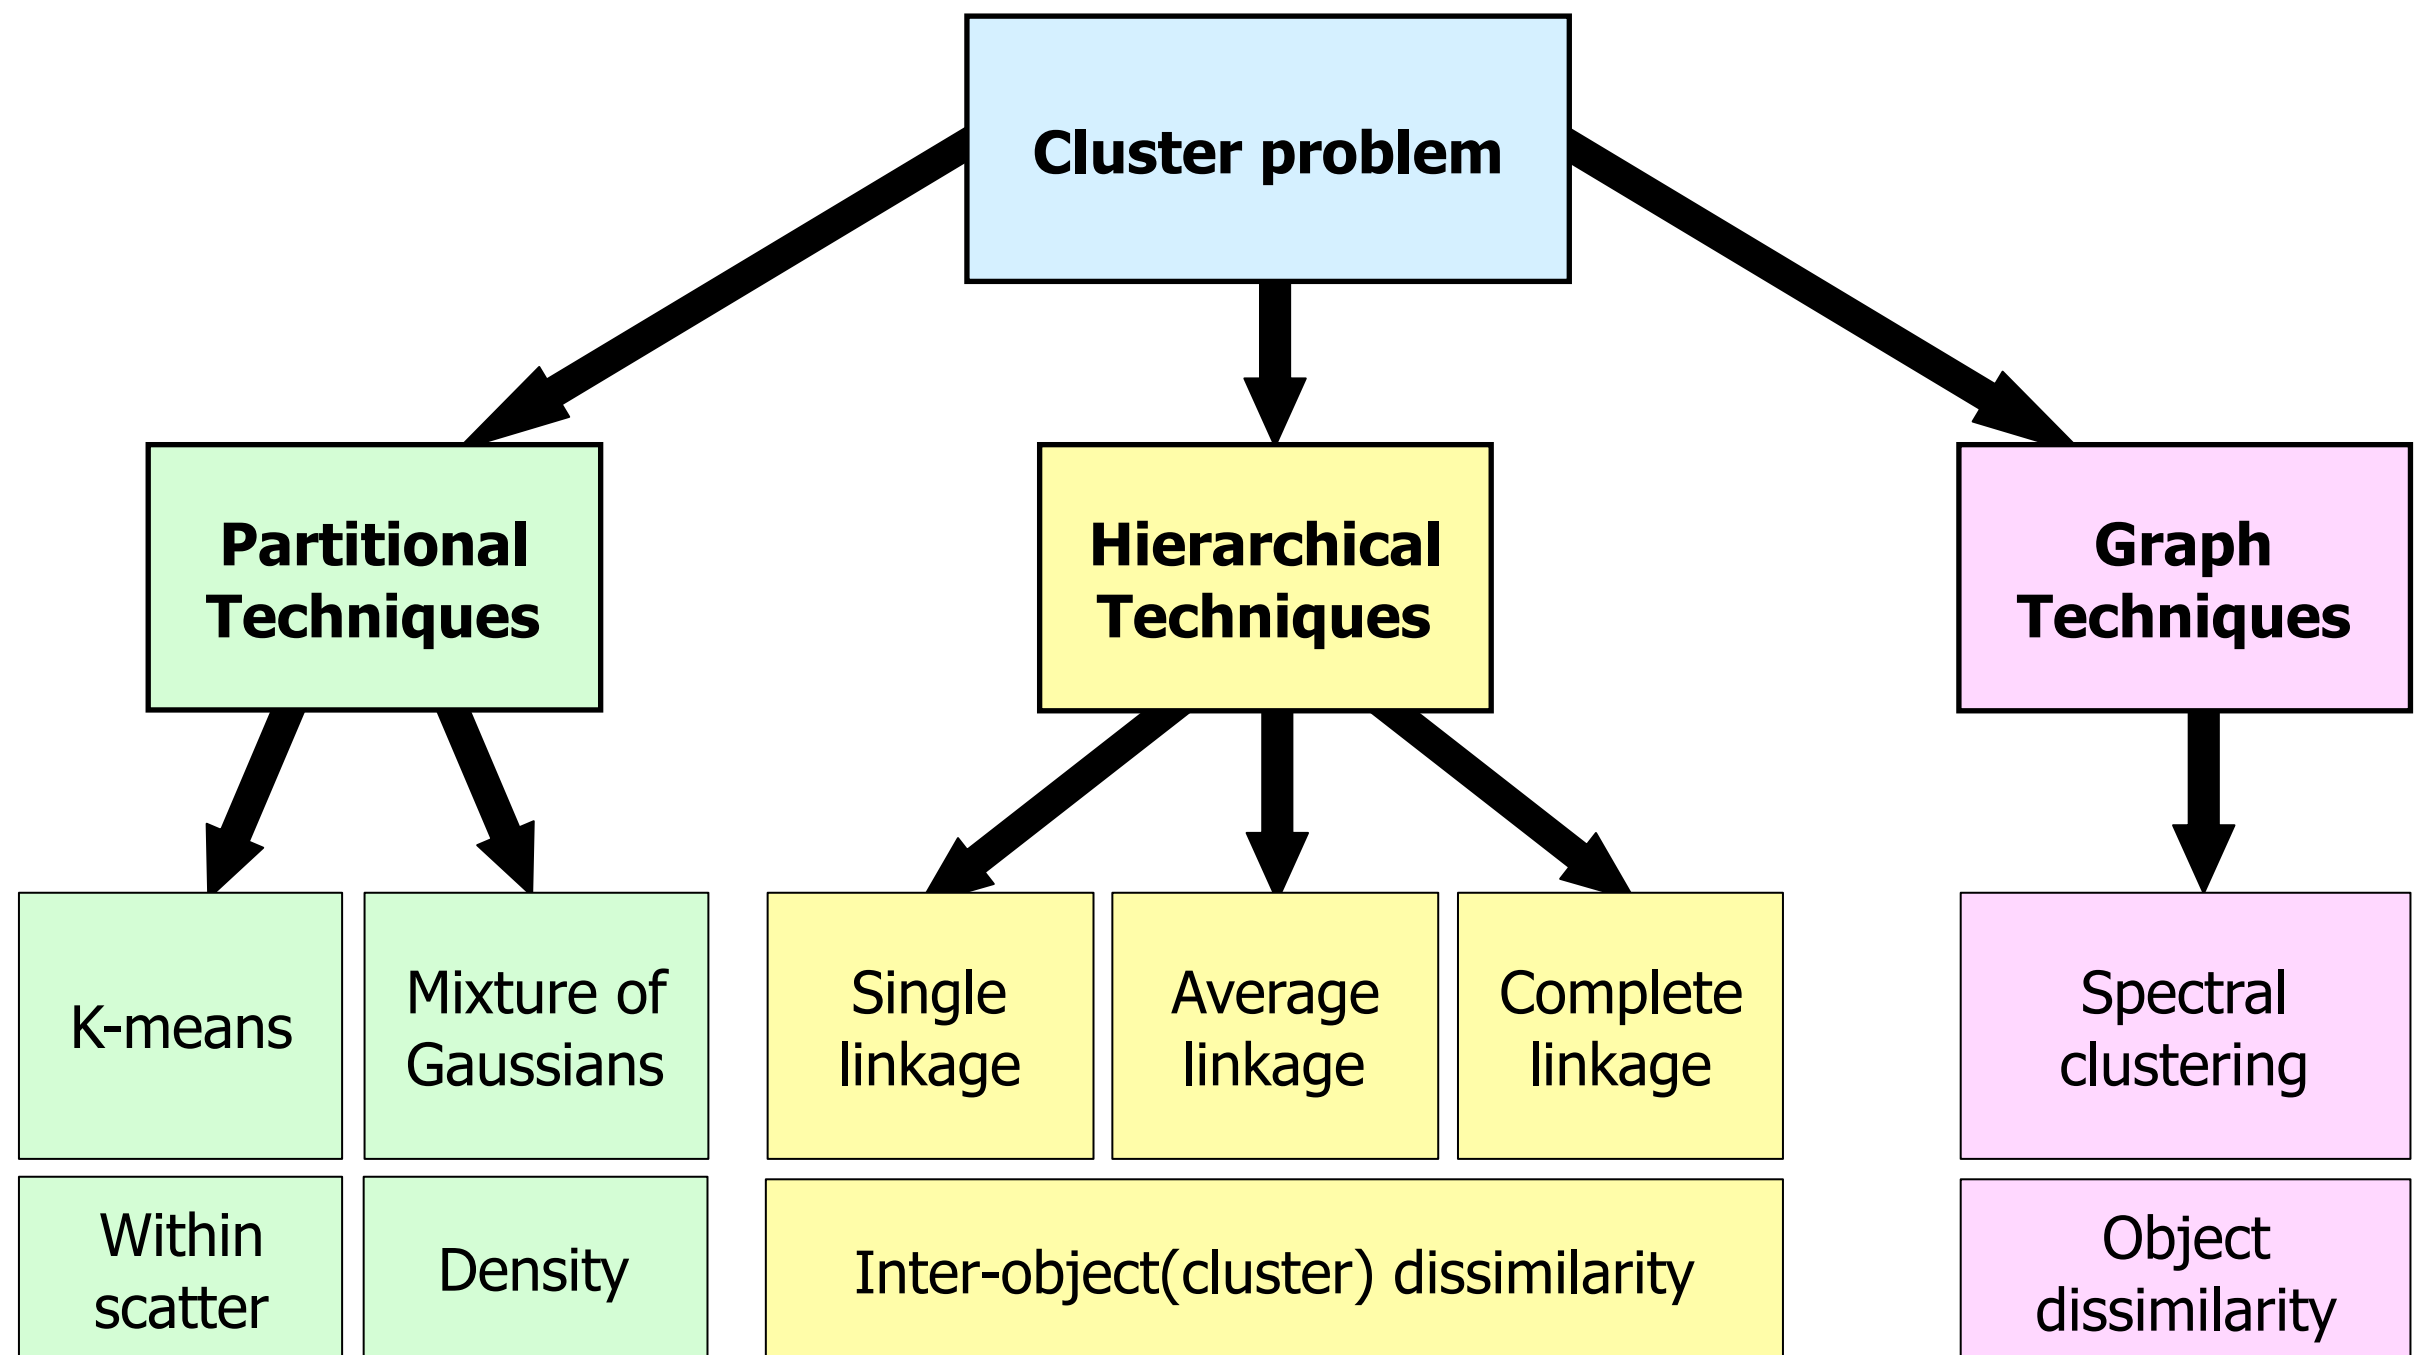 Cluster problem
Partitional
Techniques
Hierarchical
Techniques
Graph
Techniques
K-means
Mixture of
Gaussians
Single
linkage
Average
linkage
Complete
linkage
Spectral
clustering
Within
scatter
Density
Inter-object(cluster) dissimilarity
Object
dissimilarity